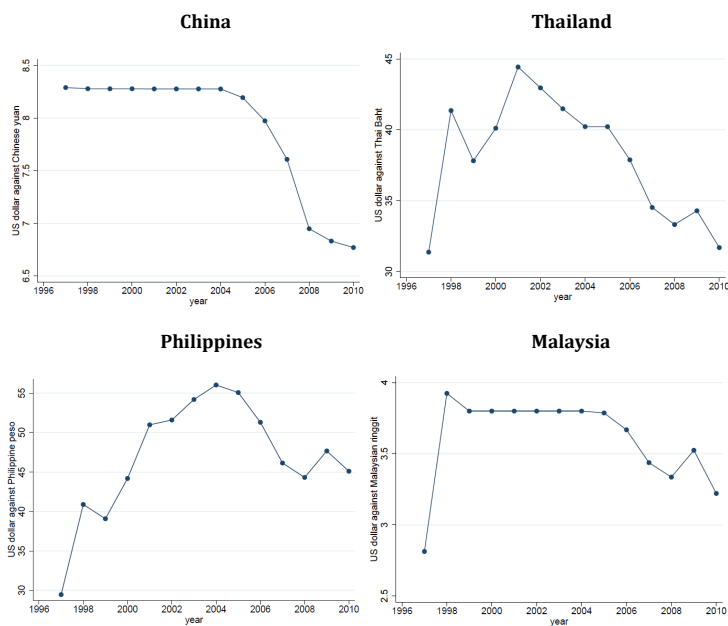 China
Thailand
US dollar against Chinese yuan
8.5
8
7.5
7
6.5
1996 1998 2000 2002 2004 2006 2008 2010
year
US dollar against Thai Baht
45
40
35
30
1996 1998 2000 2002 2004 2006 2008 2010
year
Philippines
Malaysia
US dollar against Philippine peso
55
50
45
40
35
30
1996 1998 2000 2002 2004 2006 2008 2010
year
US dollar against Malaysian ringgit
4
3.5
3
2.5
1996 1998 2000 2002 2004 2006 2008 2010
year